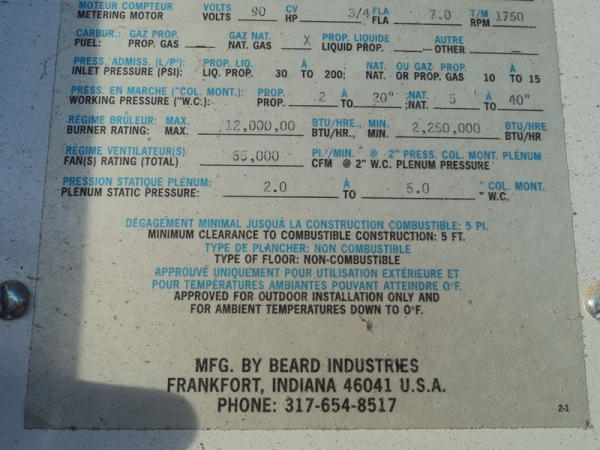 MOTEUR COMPTEUR VOLTS 90 CV 3/4 FLA 7.0 T/M 1750
METERING MOTOR VOLTS HP FLA RPM
CARBUR.: GAZ PROP. GAZ NAT. X PROP. LIQUIDE AUTRE
FUEL: PROP. GAS NAT. GAS LIQUID PROP. OTHER
PRESS. ADMISS. (L/P²): PROP. LIQ. À NAT. OU GAZ PROP. À
INLET PRESSURE (PSI): LIQ. PROP. 30 TO 200; NAT. OR PROP. GAS 10 TO 15
PRESS. EN MARCHE ("COL. MONT.): PROP. 2 À 20" ;NAT. 5 À 40"
WORKING PRESSURE ("W.C.): PROP. TO ;NAT. TO
RÉGIME BRÛLEUR: MAX. 12,000,00 BTU/HRE., MIN. 2,250,000 BTU/HRE
BURNER RATING: MAX. BTU/HR., MIN. BTU/HR
RÉGIME VENTILATEUR(S) 65,000 PI.³/MIN. @ 2" PRESS. COL. MONT. PLÉNUM
FAN(S) RATING (TOTAL) CFM @ 2" W.C. PLENUM PRESSURE
PRESSION STATIQUE PLÉNUM: 2.0 À 5.0 " COL. MONT.
PLENUM STATIC PRESSURE: TO " W.C.
DÉGAGEMENT MINIMAL JUSQU'À LA CONSTRUCTION COMBUSTIBLE: 5 PI.
MINIMUM CLEARANCE TO COMBUSTIBLE CONSTRUCTION: 5 FT.
TYPE DE PLANCHER: NON COMBUSTIBLE
TYPE OF FLOOR: NON-COMBUSTIBLE
APPROUVÉ UNIQUEMENT POUR UTILISATION EXTÉRIEURE ET
POUR TEMPÉRATURES AMBIANTES POUVANT ATTEINDRE 0°F.
APPROVED FOR OUTDOOR INSTALLATION ONLY AND
FOR AMBIENT TEMPERATURES DOWN TO 0°F.
MFG. BY BEARD INDUSTRIES
FRANKFORT, INDIANA 46041 U.S.A.
PHONE: 317-654-8517
2-1